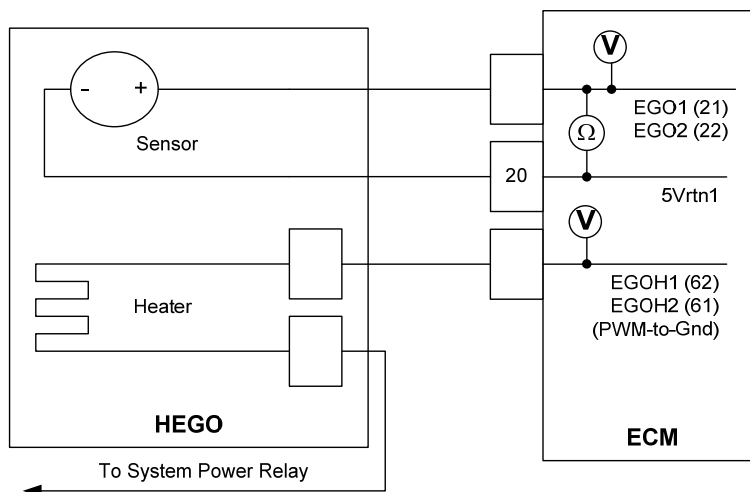 V
- +
EGO1 (21)
Ω
EGO2 (22)
Sensor
20
5Vrtn1
V
EGOH1 (62)
Heater
EGOH2 (61)
(PWM-to-Gnd)
HEGO
ECM
To System Power Relay